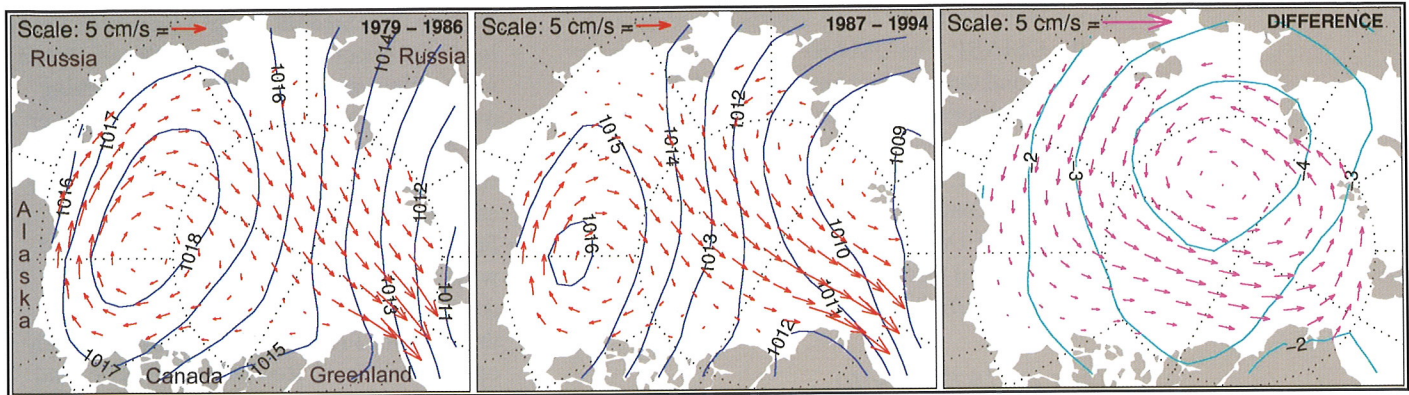 Scale: 5 cm/s =
1979 – 1986
Russia
Russia
1014
1016
1017
1016
1012
Alaska
1018
1013
1011
1017
1015
Canada
Greenland
Scale: 5 cm/s =
1987 – 1994
1012
1015
1014
1009
1016
1013
1010
1011
1012
Scale: 5 cm/s =
DIFFERENCE
-2
-3
-4
-3
-2